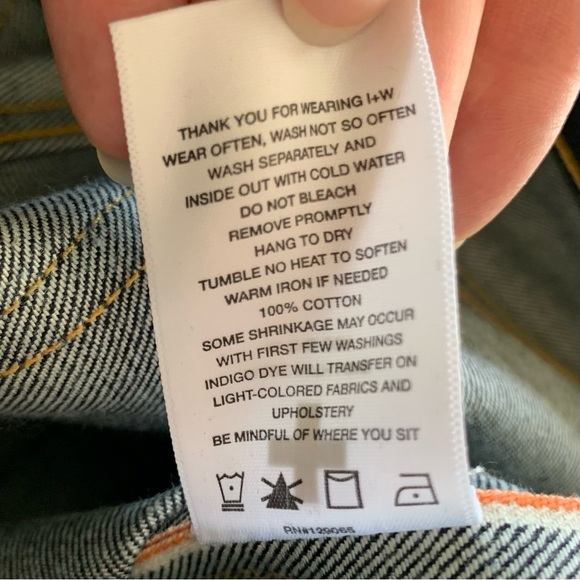 THANK YOU FOR WEARING I+W
WEAR OFTEN, WASH NOT SO OFTEN
WASH SEPARATELY AND
INSIDE OUT WITH COLD WATER
DO NOT BLEACH
REMOVE PROMPTLY
HANG TO DRY
TUMBLE NO HEAT TO SOFTEN
WARM IRON IF NEEDED
100% COTTON
SOME SHRINKAGE MAY OCCUR
WITH FIRST FEW WASHINGS
INDIGO DYE WILL TRANSFER ON
LIGHT-COLORED FABRICS AND
UPHOLSTERY
BE MINDFUL OF WHERE YOU SIT
RN#129065